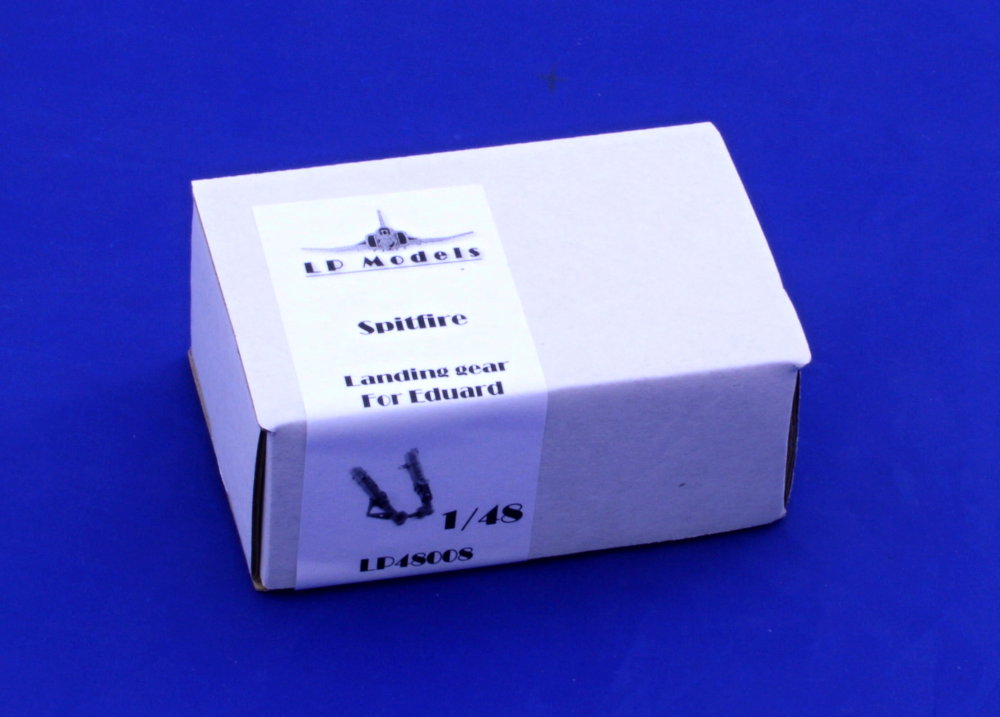 LP Models
Spitfire
Landing gear
For Eduard
1/48
LP48008